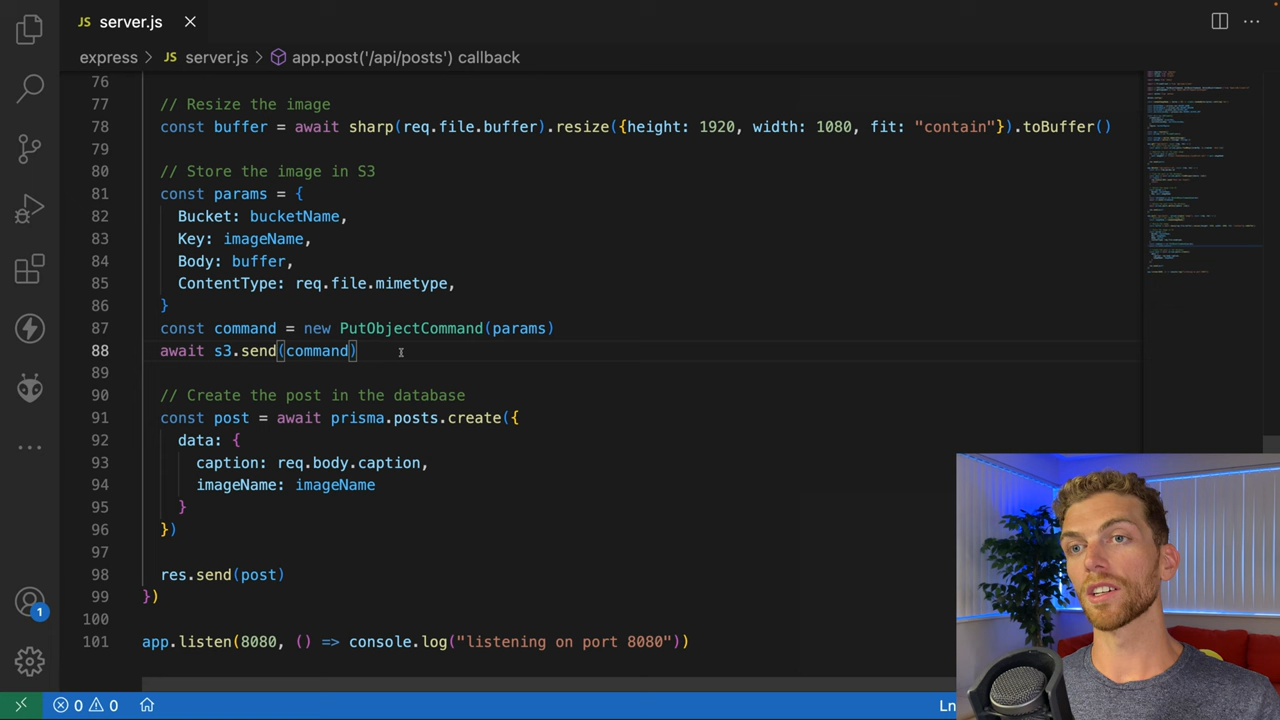 JS server.js
express > JS server.js > app.post('/api/posts') callback
76
77 // Resize the image
78 const buffer = await sharp(req.file.buffer).resize({height: 1920, width: 1080, fit: "contain"}).toBuffer()
79
80 // Store the image in S3
81 const params = {
82 Bucket: bucketName,
83 Key: imageName,
84 Body: buffer,
85 ContentType: req.file.mimetype,
86 }
87 const command = new PutObjectCommand(params)
88 await s3.send(command)
89
90 // Create the post in the database
91 const post = await prisma.posts.create({
92 data: {
93 caption: req.body.caption,
94 imageName: imageName
95 }
96 })
97
98 res.send(post)
99 })
100
101 app.listen(8080, () => console.log("listening on port 8080"))
1
0 0
Ln